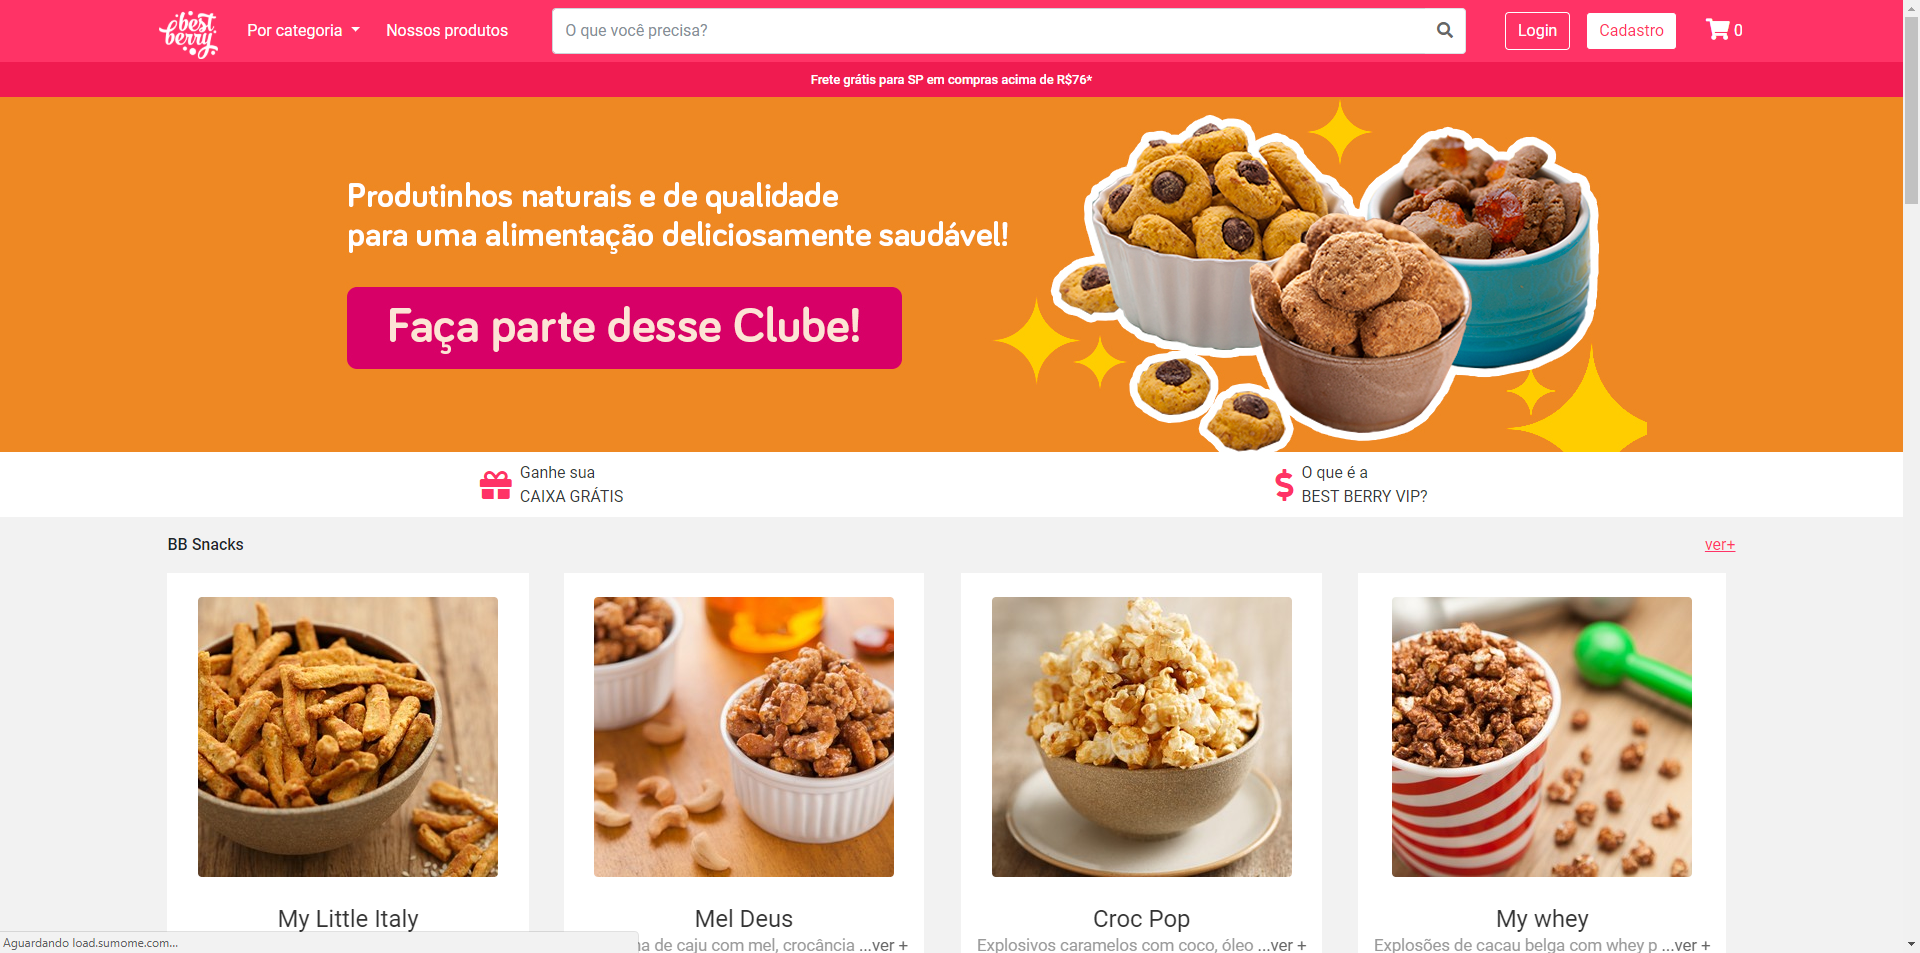 best berry
Por categoria
Nossos produtos
O que você precisa?
Login
Cadastro
0
Frete grátis para SP em compras acima de R$76*
Produtinhos naturais e de qualidade
para uma alimentação deliciosamente saudável!
Faça parte desse Clube!
Ganhe sua
CAIXA GRÁTIS
O que é a
BEST BERRY VIP?
BB Snacks
ver+
My Little Italy
Mel Deus
de caju com mel, crocância ...ver +
Croc Pop
Explosivos caramelos com coco, óleo ...ver +
My whey
Explosões de cacau belga com whey p ...ver +
Aguardando load.sumome.com...